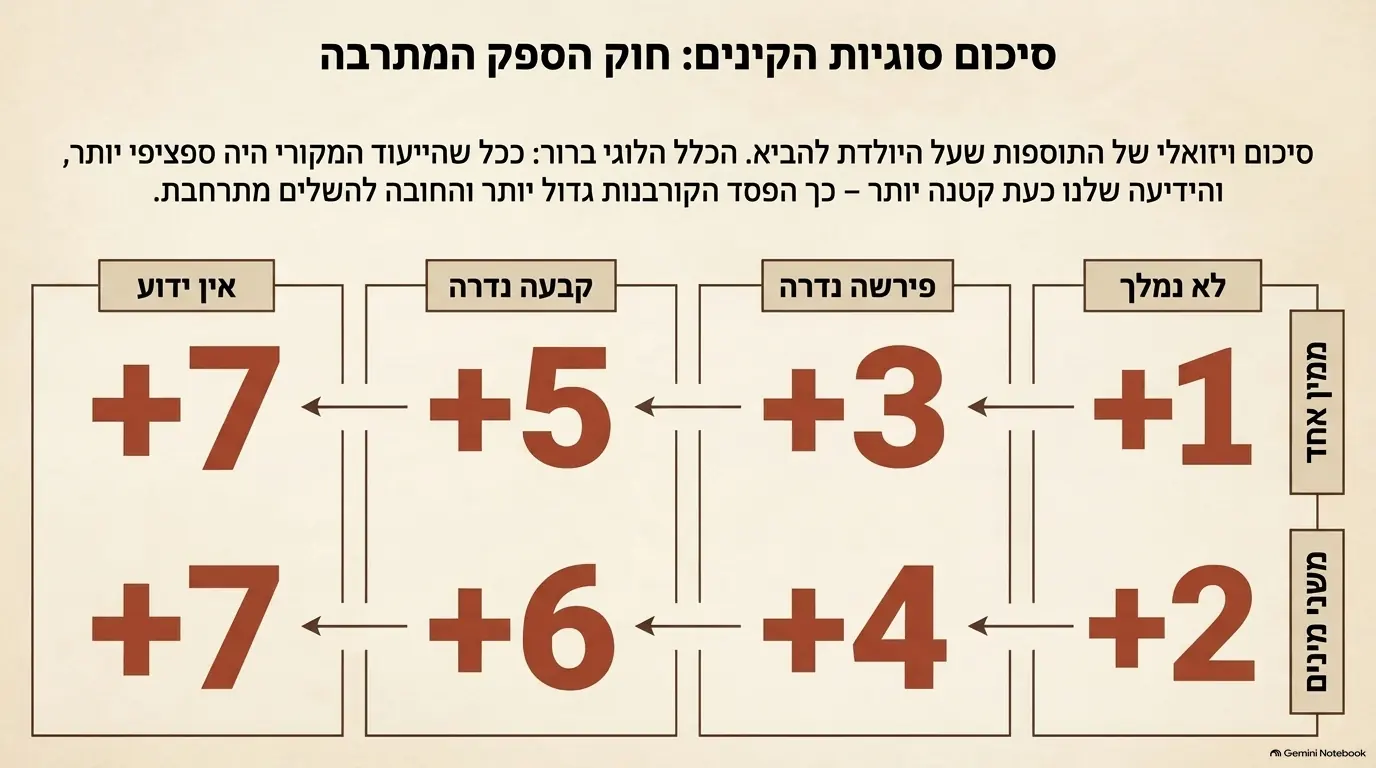 סיכום סוגיות הקינים: חוק הספק המתרבה
סיכום ויזואלי של התוספות שעל היולדת להביא. הכלל הלוגי ברור: ככל שהייעוד המקורי היה ספציפי יותר,
והידיעה שלנו כעת קטנה יותר – כך הפסד הקורבנות גדול יותר והחובה להשלים מתרחבת.
לא נמלך
פירשה נדרה
קבעה נדרה
אין ידוע
ממין אחד
+1
+3
+5
+7
משני מינים
+2
+4
+6
+7
Gemini Notebook